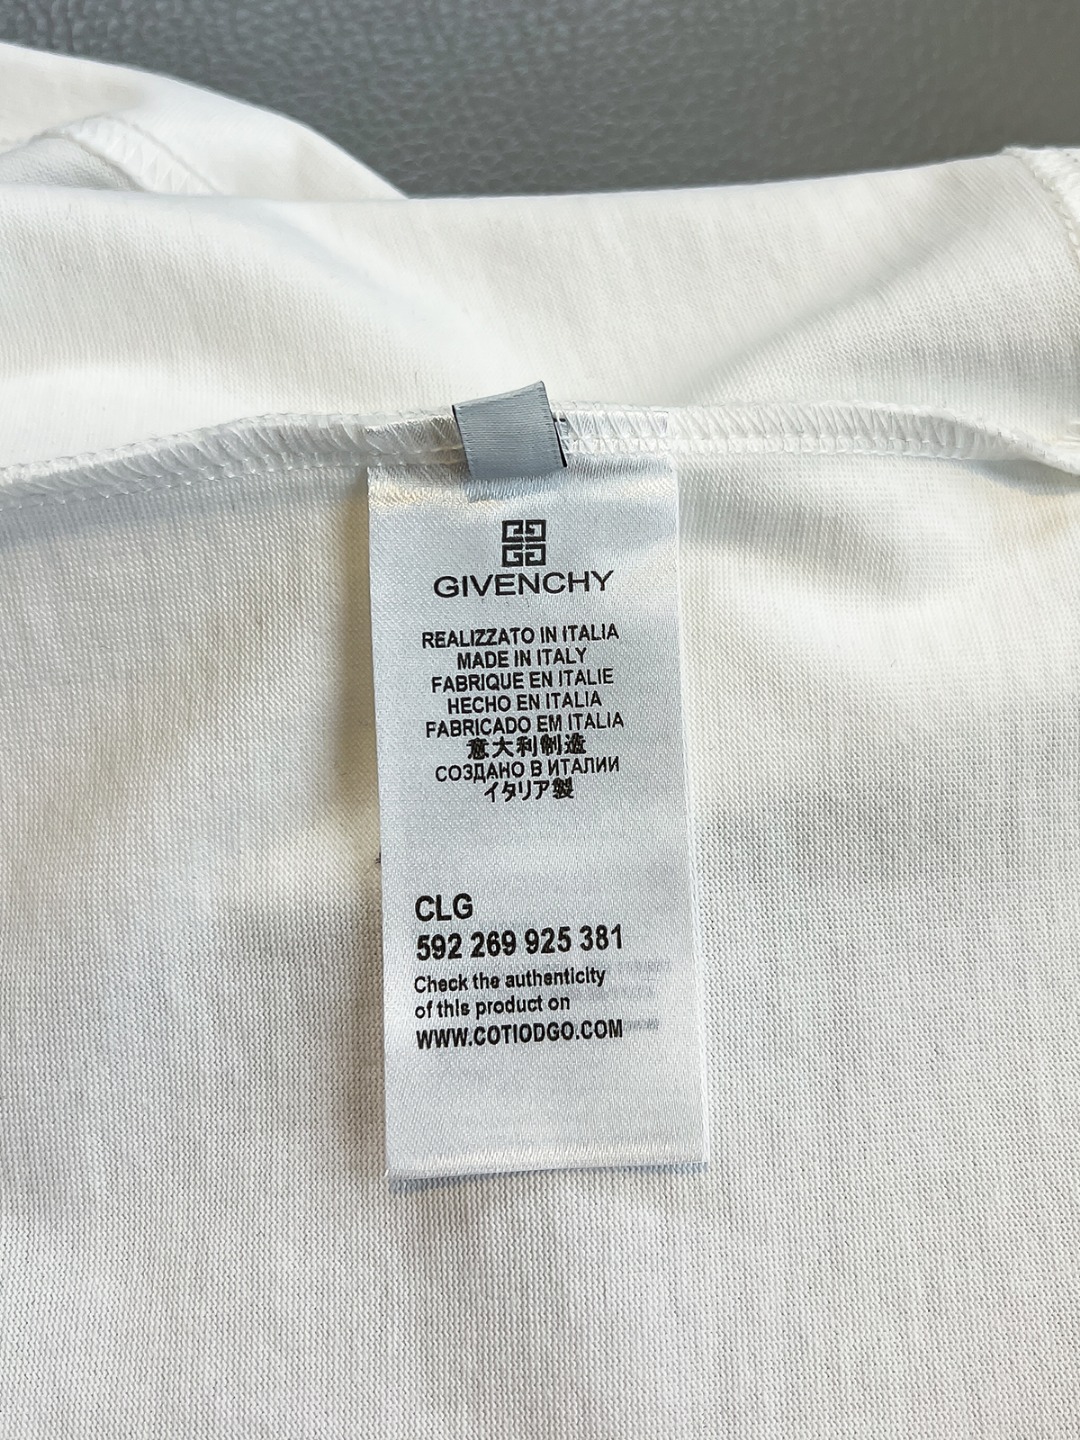 GIVENCHY
REALIZZATO IN ITALIA
MADE IN ITALY
FABRIQUE EN ITALIE
HECHO EN ITALIA
FABRICADO EM ITALIA
意大利制造
СОЗДАНО В ИТАЛИИ
イタリア製
CLG
592 269 925 381
Check the authenticity
of this product on
WWW.COTIODGO.COM